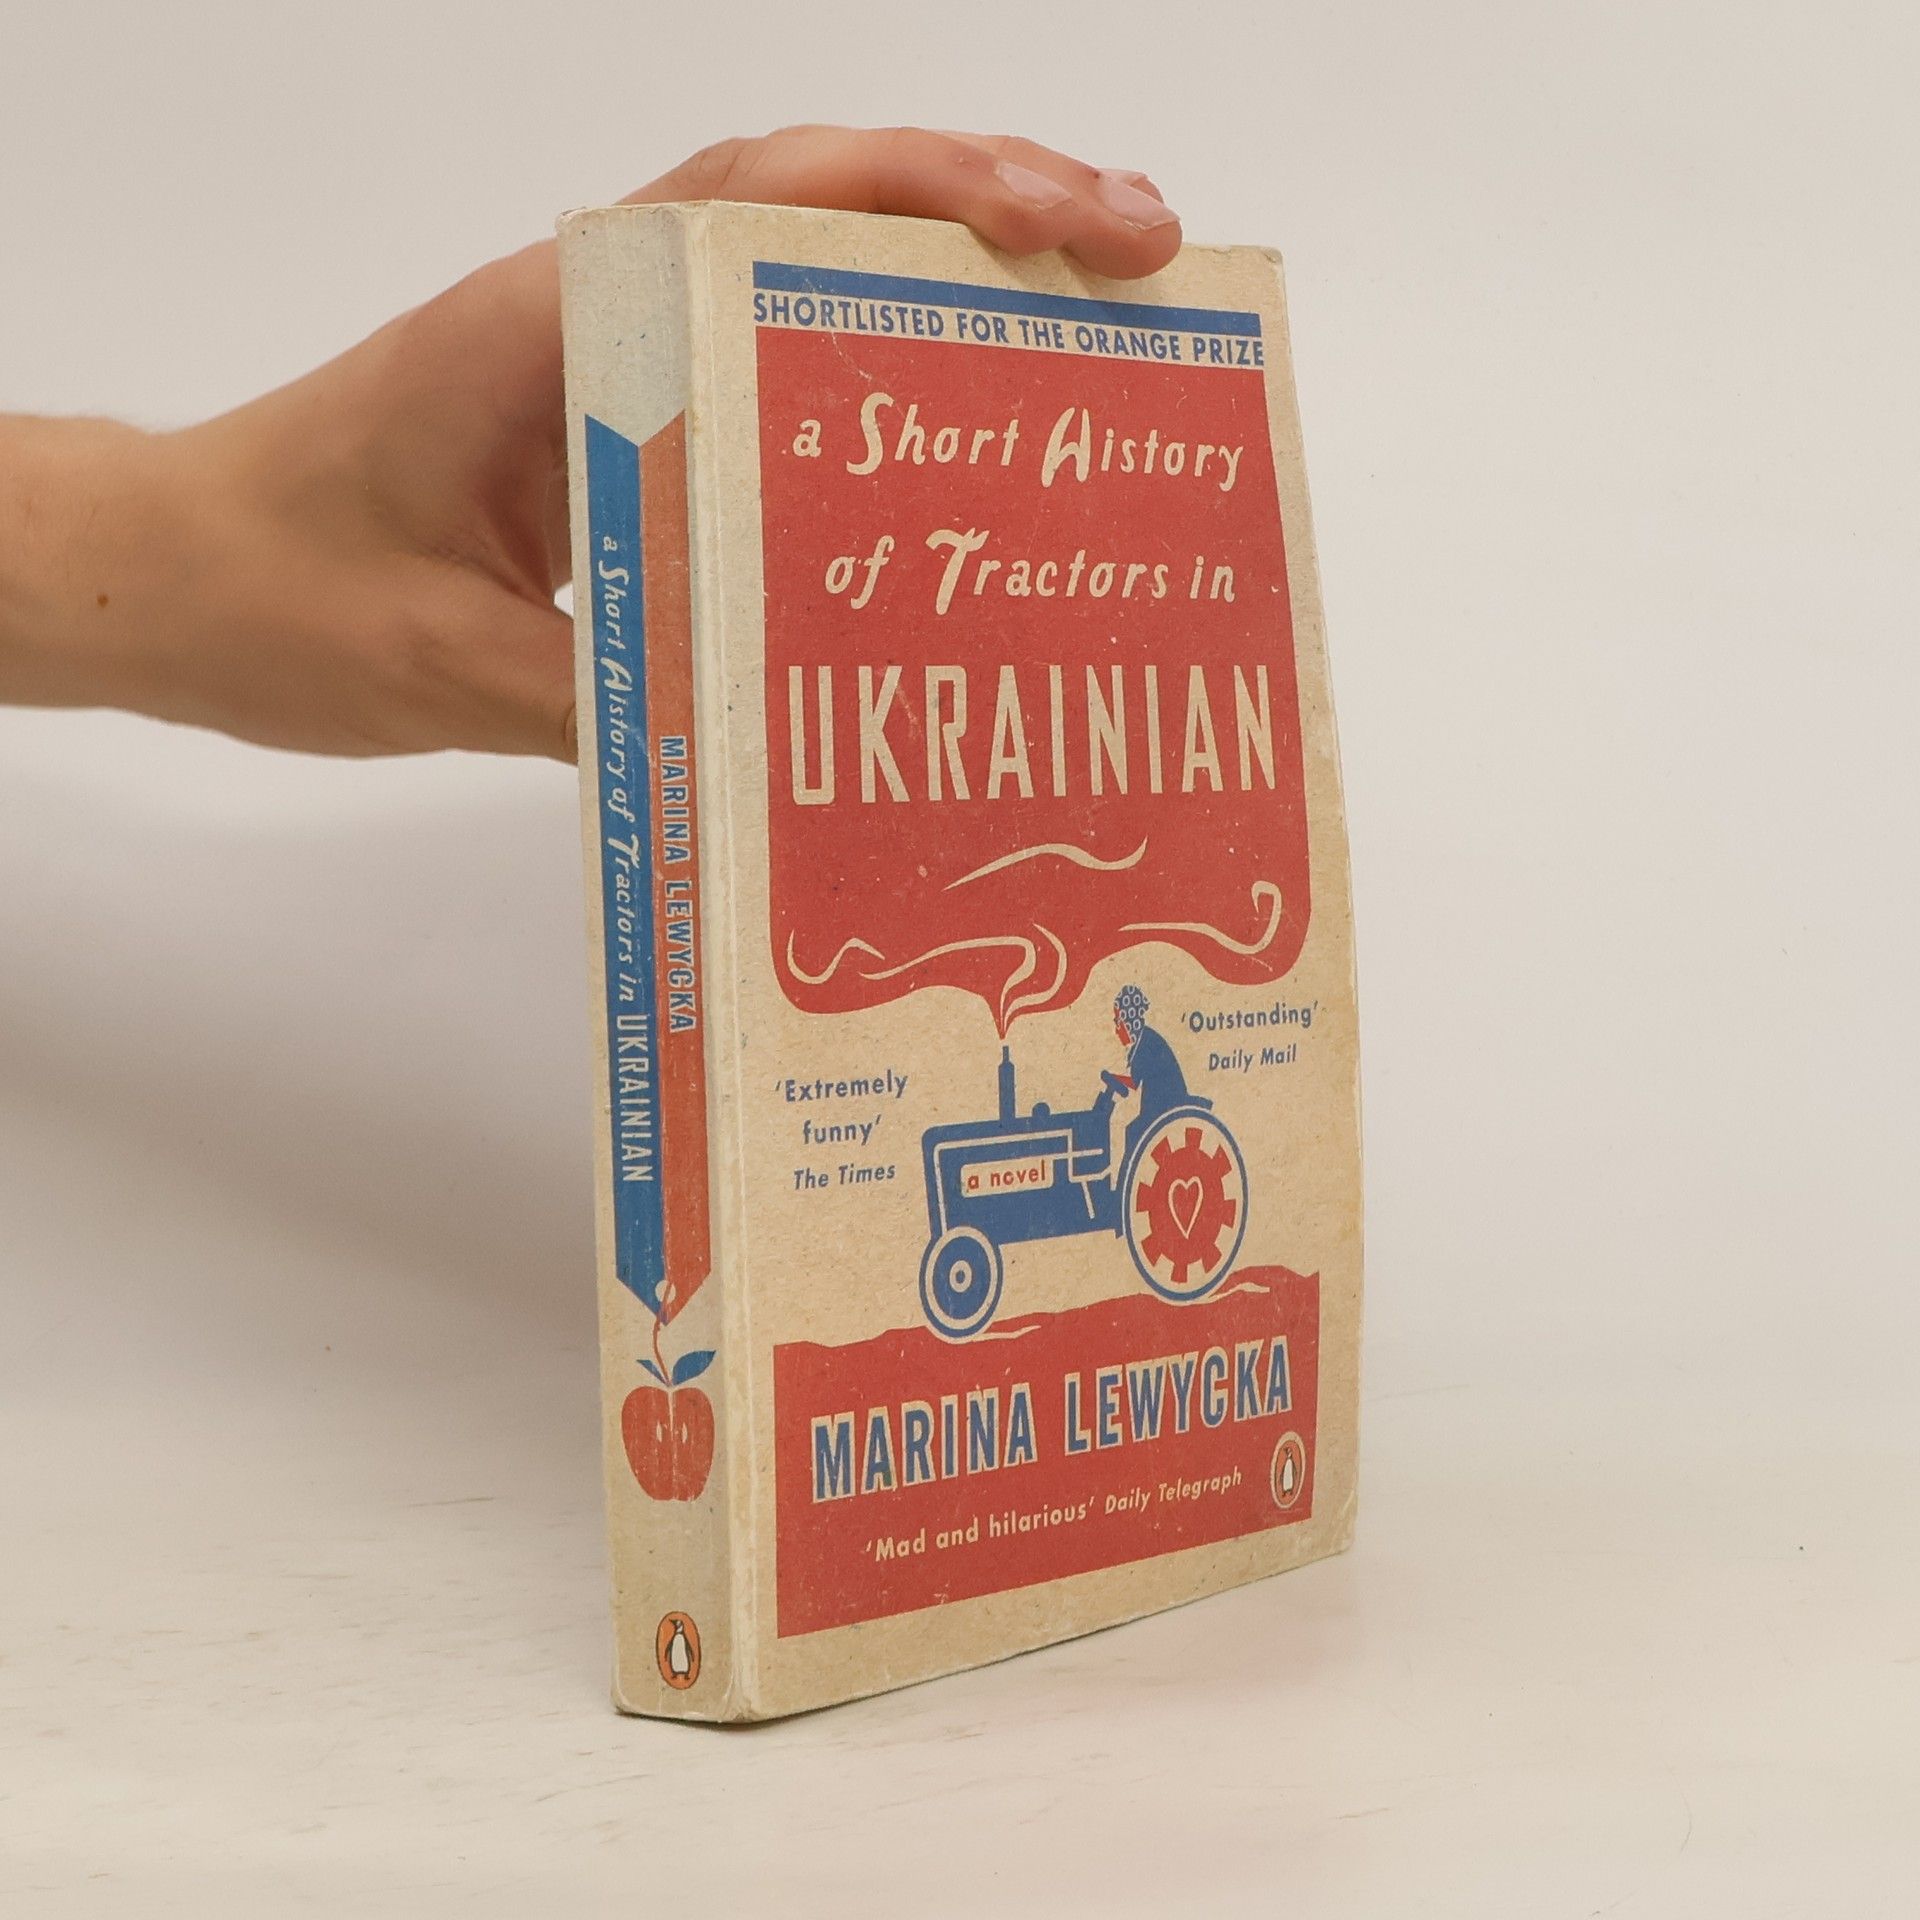 SHORTLISTED FOR THE ORANGE PRIZE
a Short History
of Tractors in
UKRAINIAN
'Outstanding'
Daily Mail
'Extremely
funny'
The Times
a novel
MARINA LEWYCKA
'Mad and hilarious' Daily Telegraph
a Short History of Tractors in UKRAINIAN
MARINA LEWYCKA